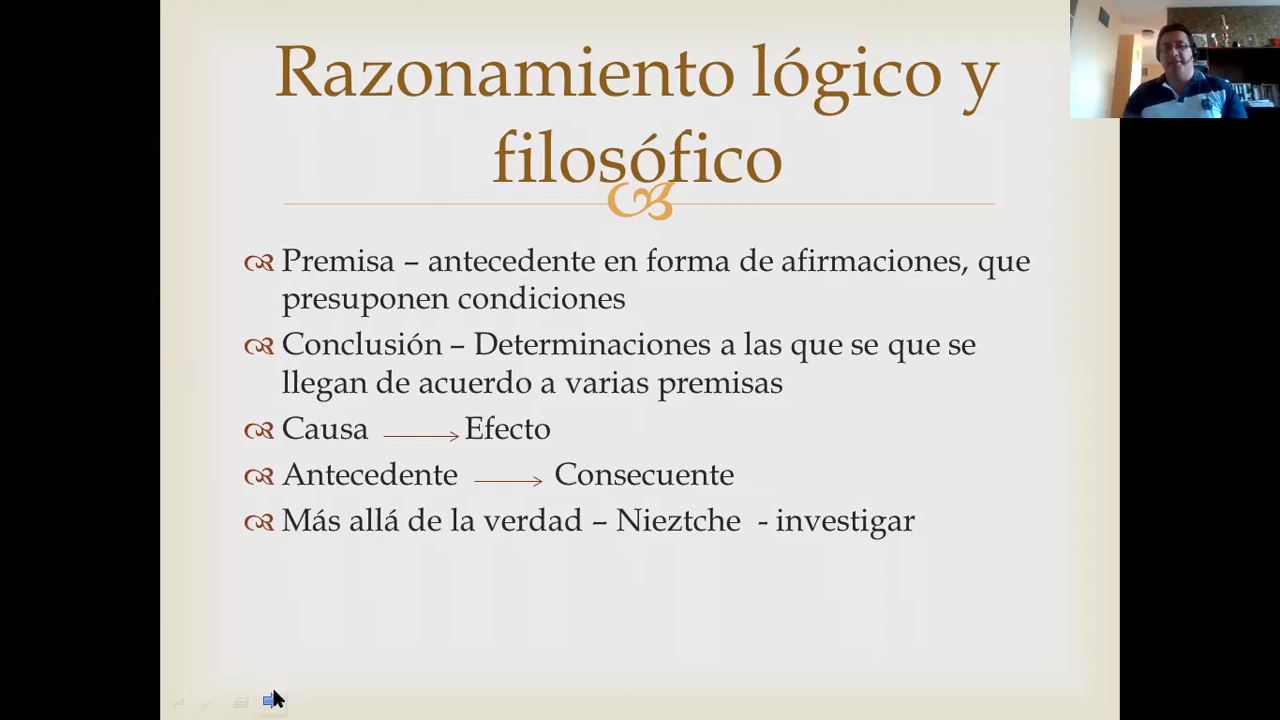 Razonamiento lógico y
filosófico
Premisa – antecedente en forma de afirmaciones, que
presuponen condiciones
Conclusión – Determinaciones a las que se que se
llegan de acuerdo a varias premisas
Causa → Efecto
Antecedente → Consecuente
Más allá de la verdad – Nieztche - investigar